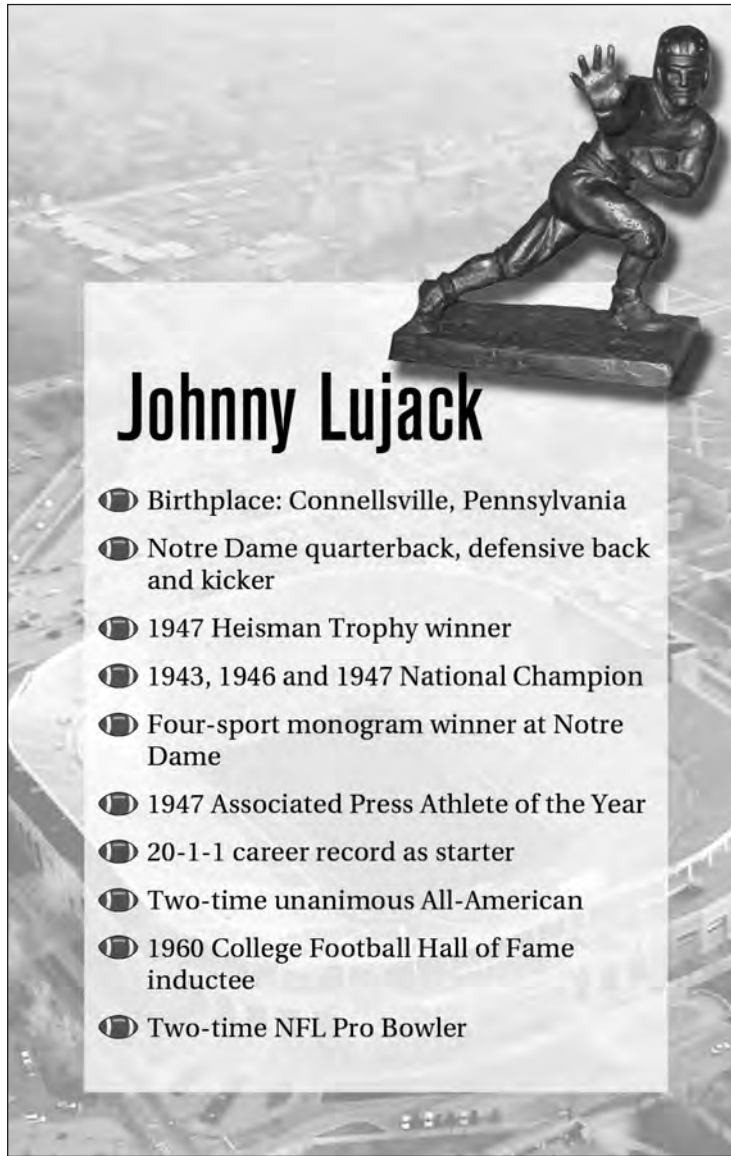 Johnny Lujack
Birthplace: Connellsville, Pennsylvania
Notre Dame quarterback, defensive back
and kicker
1947 Heisman Trophy winner
1943, 1946 and 1947 National Champion
Four-sport monogram winner at Notre
Dame
1947 Associated Press Athlete of the Year
20-1-1 career record as starter
Two-time unanimous All-American
1960 College Football Hall of Fame
inductee
Two-time NFL Pro Bowler